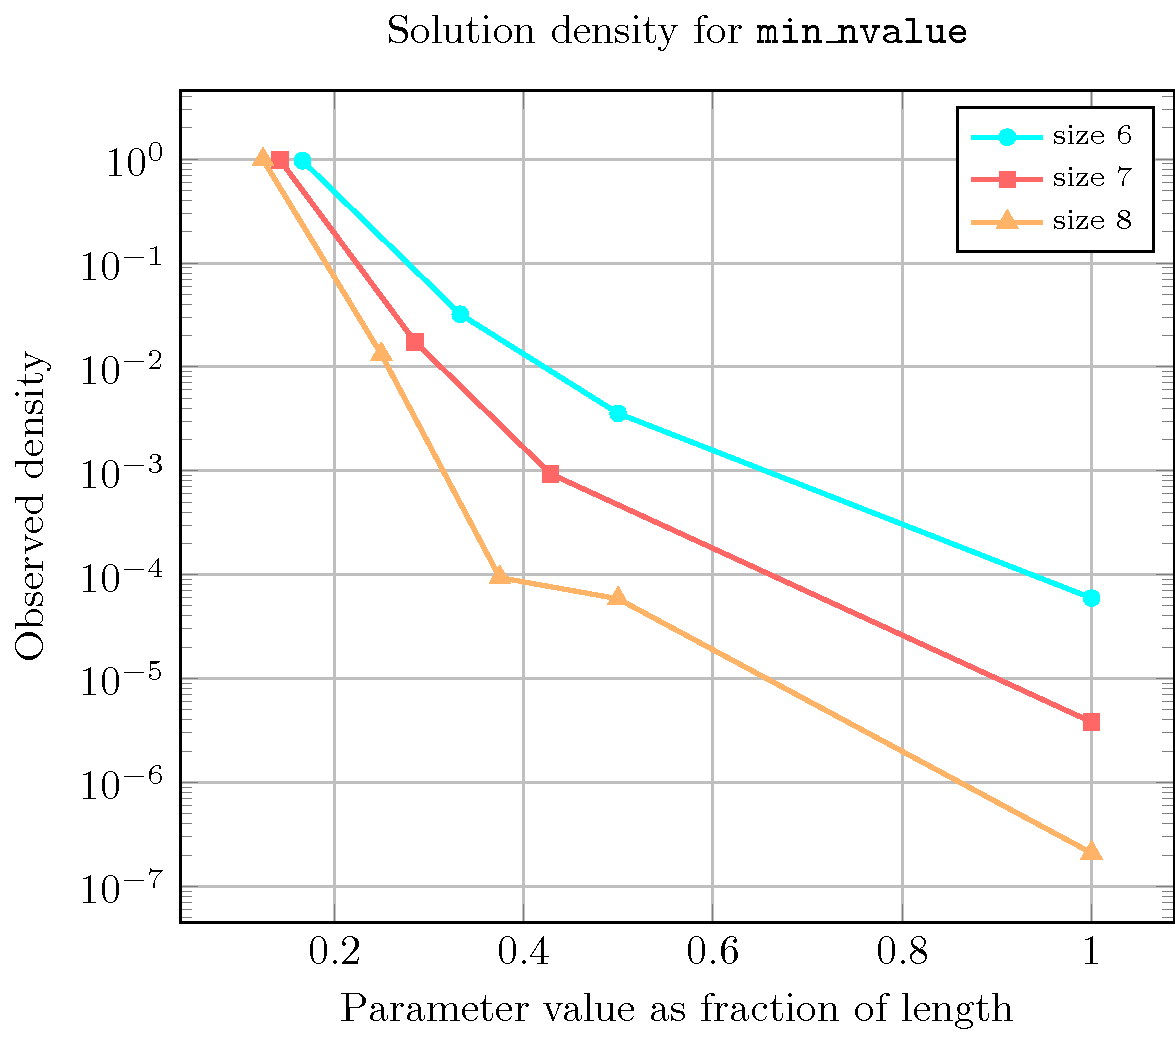 Solution density for min_nvalue
size 6
size 7
size 8
10^0
10^−1
10^−2
10^−3
10^−4
10^−5
10^−6
10^−7
Observed density
0.2 0.4 0.6 0.8 1
Parameter value as fraction of length